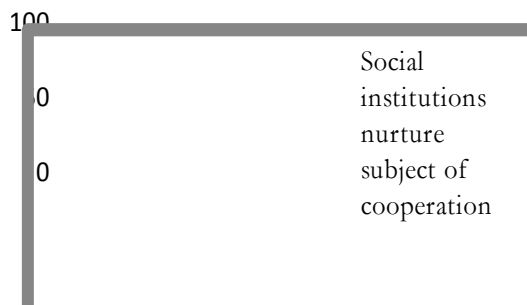 100
Social
institutions
0
nurture
0
subject of
cooperation